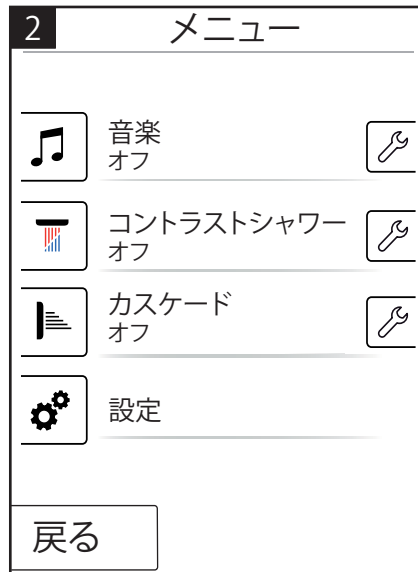 2
メニュー
音楽
オフ
コントラストシャワー
オフ
カスケード
オフ
設定
戻る